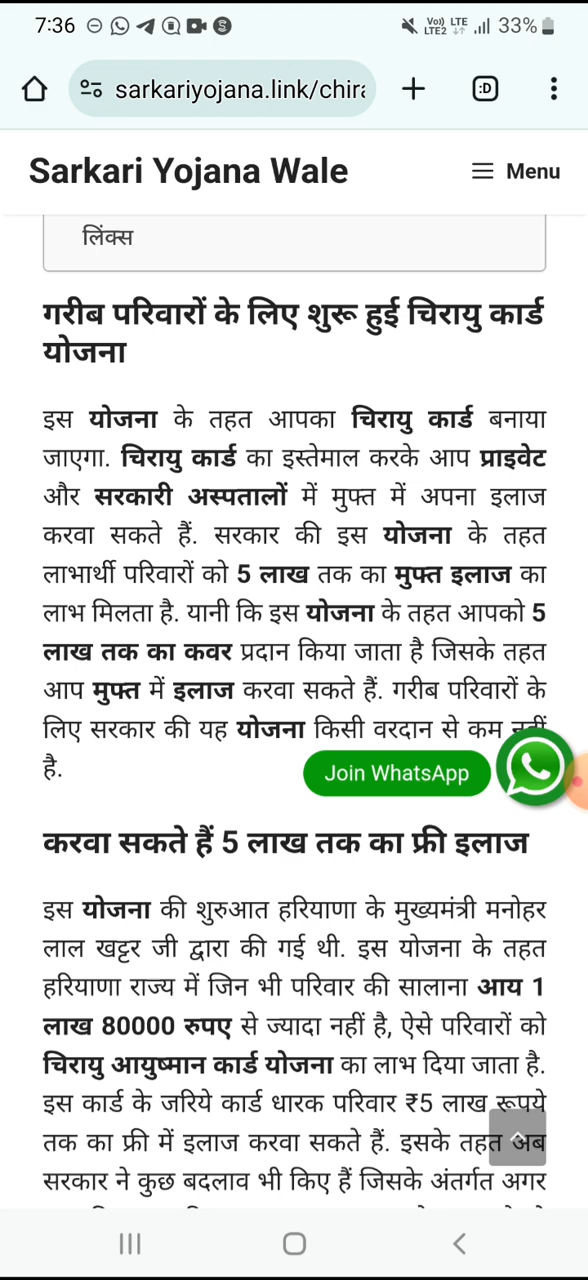 7:36
Vo) LTE
LTE2
33%
sarkariyojana.link/chira
:D
Sarkari Yojana Wale
Menu
लिंक्स
गरीब परिवारों के लिए शुरू हुई चिरायु कार्ड
योजना
इस योजना के तहत आपका चिरायु कार्ड बनाया
जाएगा. चिरायु कार्ड का इस्तेमाल करके आप प्राइवेट
और सरकारी अस्पतालों में मुफ्त में अपना इलाज
करवा सकते हैं. सरकार की इस योजना के तहत
लाभार्थी परिवारों को 5 लाख तक का मुफ्त इलाज का
लाभ मिलता है. यानी कि इस योजना के तहत आपको 5
लाख तक का कवर प्रदान किया जाता है जिसके तहत
आप मुफ्त में इलाज करवा सकते हैं. गरीब परिवारों के
लिए सरकार की यह योजना किसी वरदान से कम नहीं
है.
Join WhatsApp
करवा सकते हैं 5 लाख तक का फ्री इलाज
इस योजना की शुरुआत हरियाणा के मुख्यमंत्री मनोहर
लाल खट्टर जी द्वारा की गई थी. इस योजना के तहत
हरियाणा राज्य में जिन भी परिवार की सालाना आय 1
लाख 80000 रुपए से ज्यादा नहीं है, ऐसे परिवारों को
चिरायु आयुष्मान कार्ड योजना का लाभ दिया जाता है.
इस कार्ड के जरिये कार्ड धारक परिवार ₹5 लाख रूपये
तक का फ्री में इलाज करवा सकते हैं. इसके तहत अब
सरकार ने कुछ बदलाव भी किए हैं जिसके अंतर्गत अगर